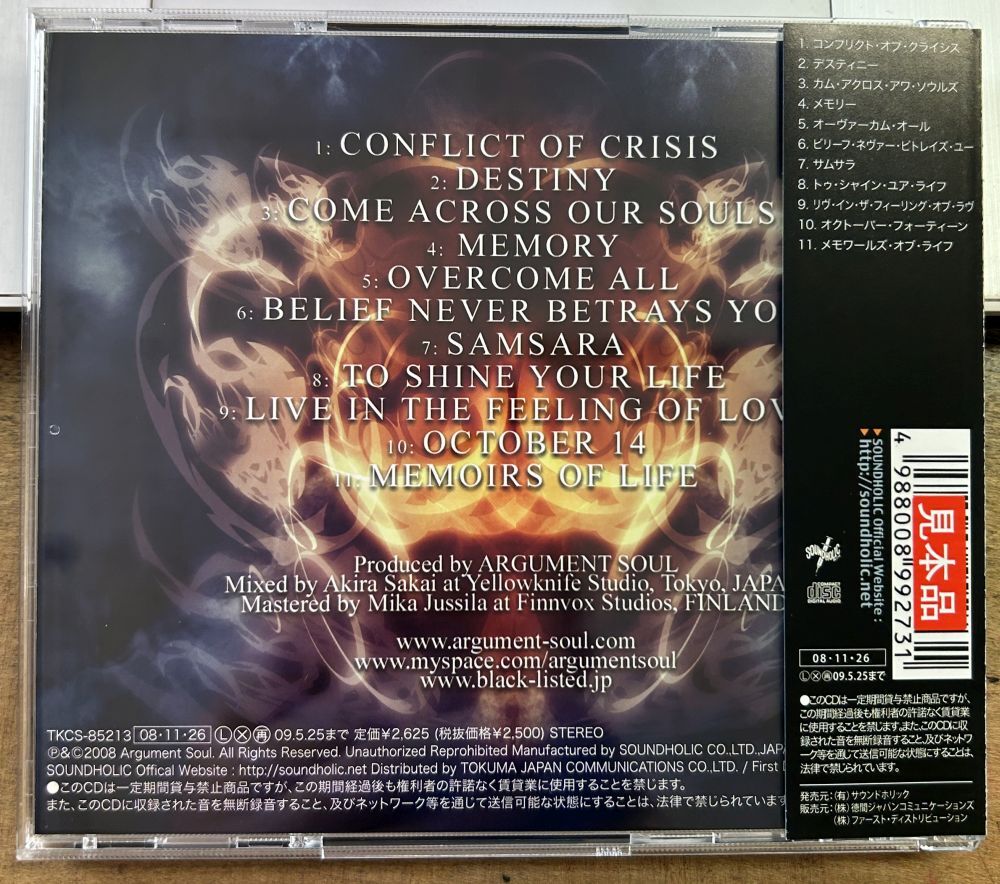 1: CONFLICT OF CRISIS
2: DESTINY
3: COME ACROSS OUR SOULS
4: MEMORY
5: OVERCOME ALL
6: BELIEF NEVER BETRAYS YO
7: SAMSARA
8: TO SHINE YOUR LIFE
9: LIVE IN THE FEELING OF LOV
10: OCTOBER 14
11: MEMOIRS OF LIFE
Produced by ARGUMENT SOUL
Mixed by Akira Sakai at Yellowknife Studio, Tokyo, JAPA
Mastered by Mika Jussila at Finnvox Studios, FINLAND
www.argument-soul.com
www.myspace.com/argumentsoul
www.black-listed.jp
TKCS-85213 08・11・26 Ⓛ Ⓧ 再 09.5.25まで 定価¥2,625 (税抜価格¥2,500) STEREO
℗&©2008 Argument Soul. All Rights Reserved. Unauthorized Reprohibited Manufactured by SOUNDHOLIC CO.,LTD.,JAP
SOUNDHOLIC Offical Website : http://soundholic.net Distributed by TOKUMA JAPAN COMMUNICATIONS CO.,LTD. / First
●このCDは一定期間貸与禁止商品ですが、この期間経過後も権利者の許諾なく賃貸業に使用することを禁じます。
また、このCDに収録された音を無断録音すること、及びネットワーク等を通じて送信可能な状態にすることは、法律で禁じられていま
1. コンフリクト・オブ・クライシス
2. デスティニー
3. カム・アクロス・アワ・ソウルズ
4. メモリー
5. オーヴァーカム・オール
6. ビリーフ・ネヴァー・ビトレイズ・ユー
7. サムサラ
8. トゥ・シャイン・ユア・ライフ
9. リヴ・イン・ザ・フィーリング・オブ・ラヴ
10. オクトーバー・フォーティーン
11. メモワールズ・オブ・ライフ
▶SOUNDHOLIC Official Website :
▶http://soundholic.net
4 988008 992731
見本品
SOUNDHOLIC
COMPACT
disc
DIGITAL AUDIO
08・11・26
Ⓛ Ⓧ 再 09.5.25まで
●このCDは一定期間貸与禁止商品ですが、
この期間経過後も権利者の許諾なく賃貸業
に使用することを禁じます。また、このCDに収
録された音を無断録音すること、及びネットワ
ーク等を通じて送信可能な状態にすることは、
法律で禁じられています。
発売元：(有) サウンドホリック
販売元：(株) 徳間ジャパンコミュニケーションズ
(株) ファースト・ディストリビューション